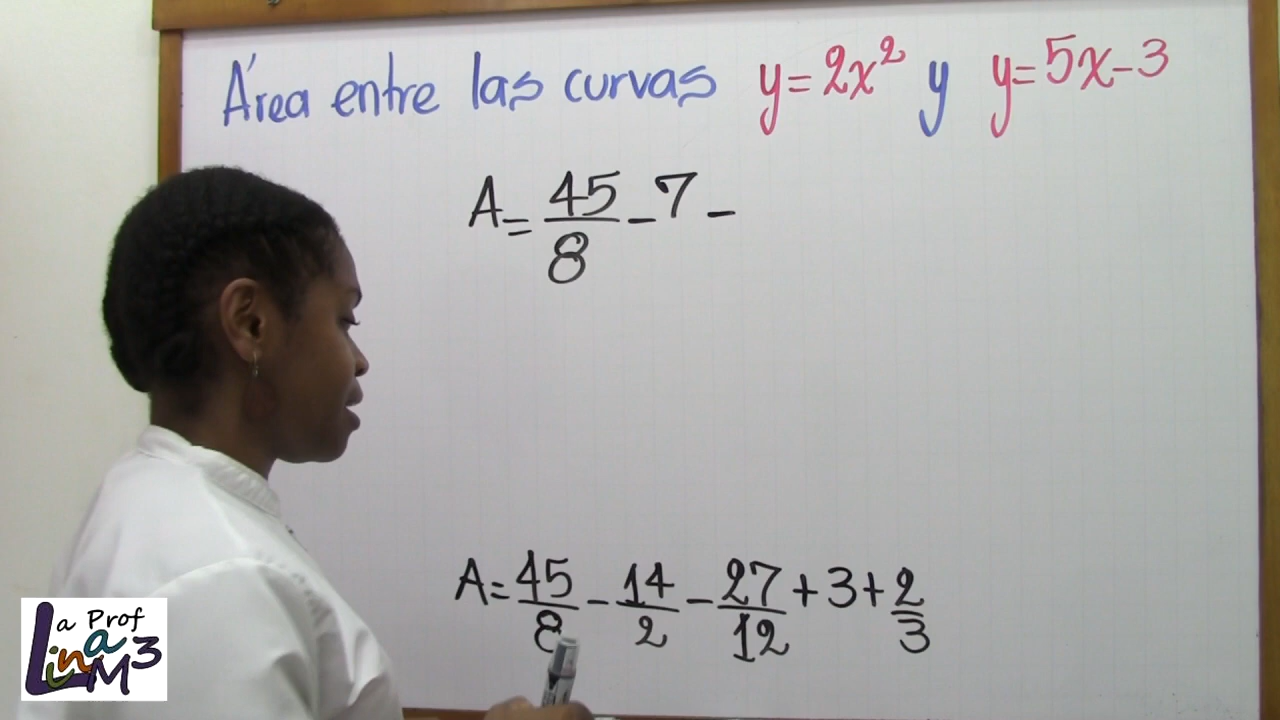 Área entre las curvas y=2x² y y=5x-3
A= 45/8 - 7 -
A= 45/8 - 14/2 - 27/12 + 3 + 2/3
La Prof
Lina M3